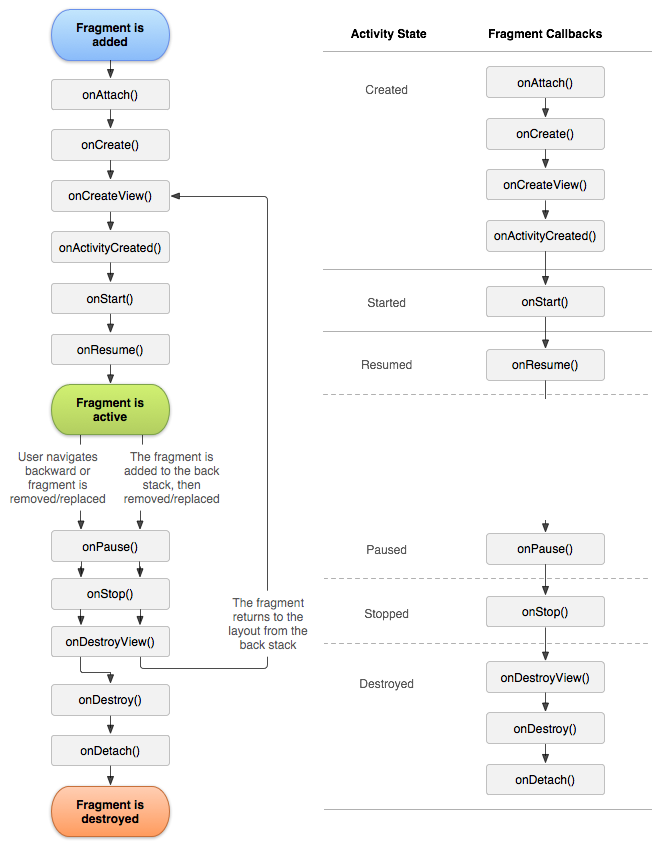 Fragment is
added
onAttach()
onCreate()
onCreateView()
onActivityCreated()
onStart()
onResume()
Fragment is
active
User navigates
backward or
fragment is
removed/replaced
The fragment is
added to the back
stack, then
removed/replaced
onPause()
onStop()
onDestroyView()
The fragment
returns to the
layout from the
back stack
onDestroy()
onDetach()
Fragment is
destroyed
Activity State
Fragment Callbacks
Created
onAttach()
onCreate()
onCreateView()
onActivityCreated()
Started
onStart()
Resumed
onResume()
Paused
onPause()
Stopped
onStop()
Destroyed
onDestroyView()
onDestroy()
onDetach()